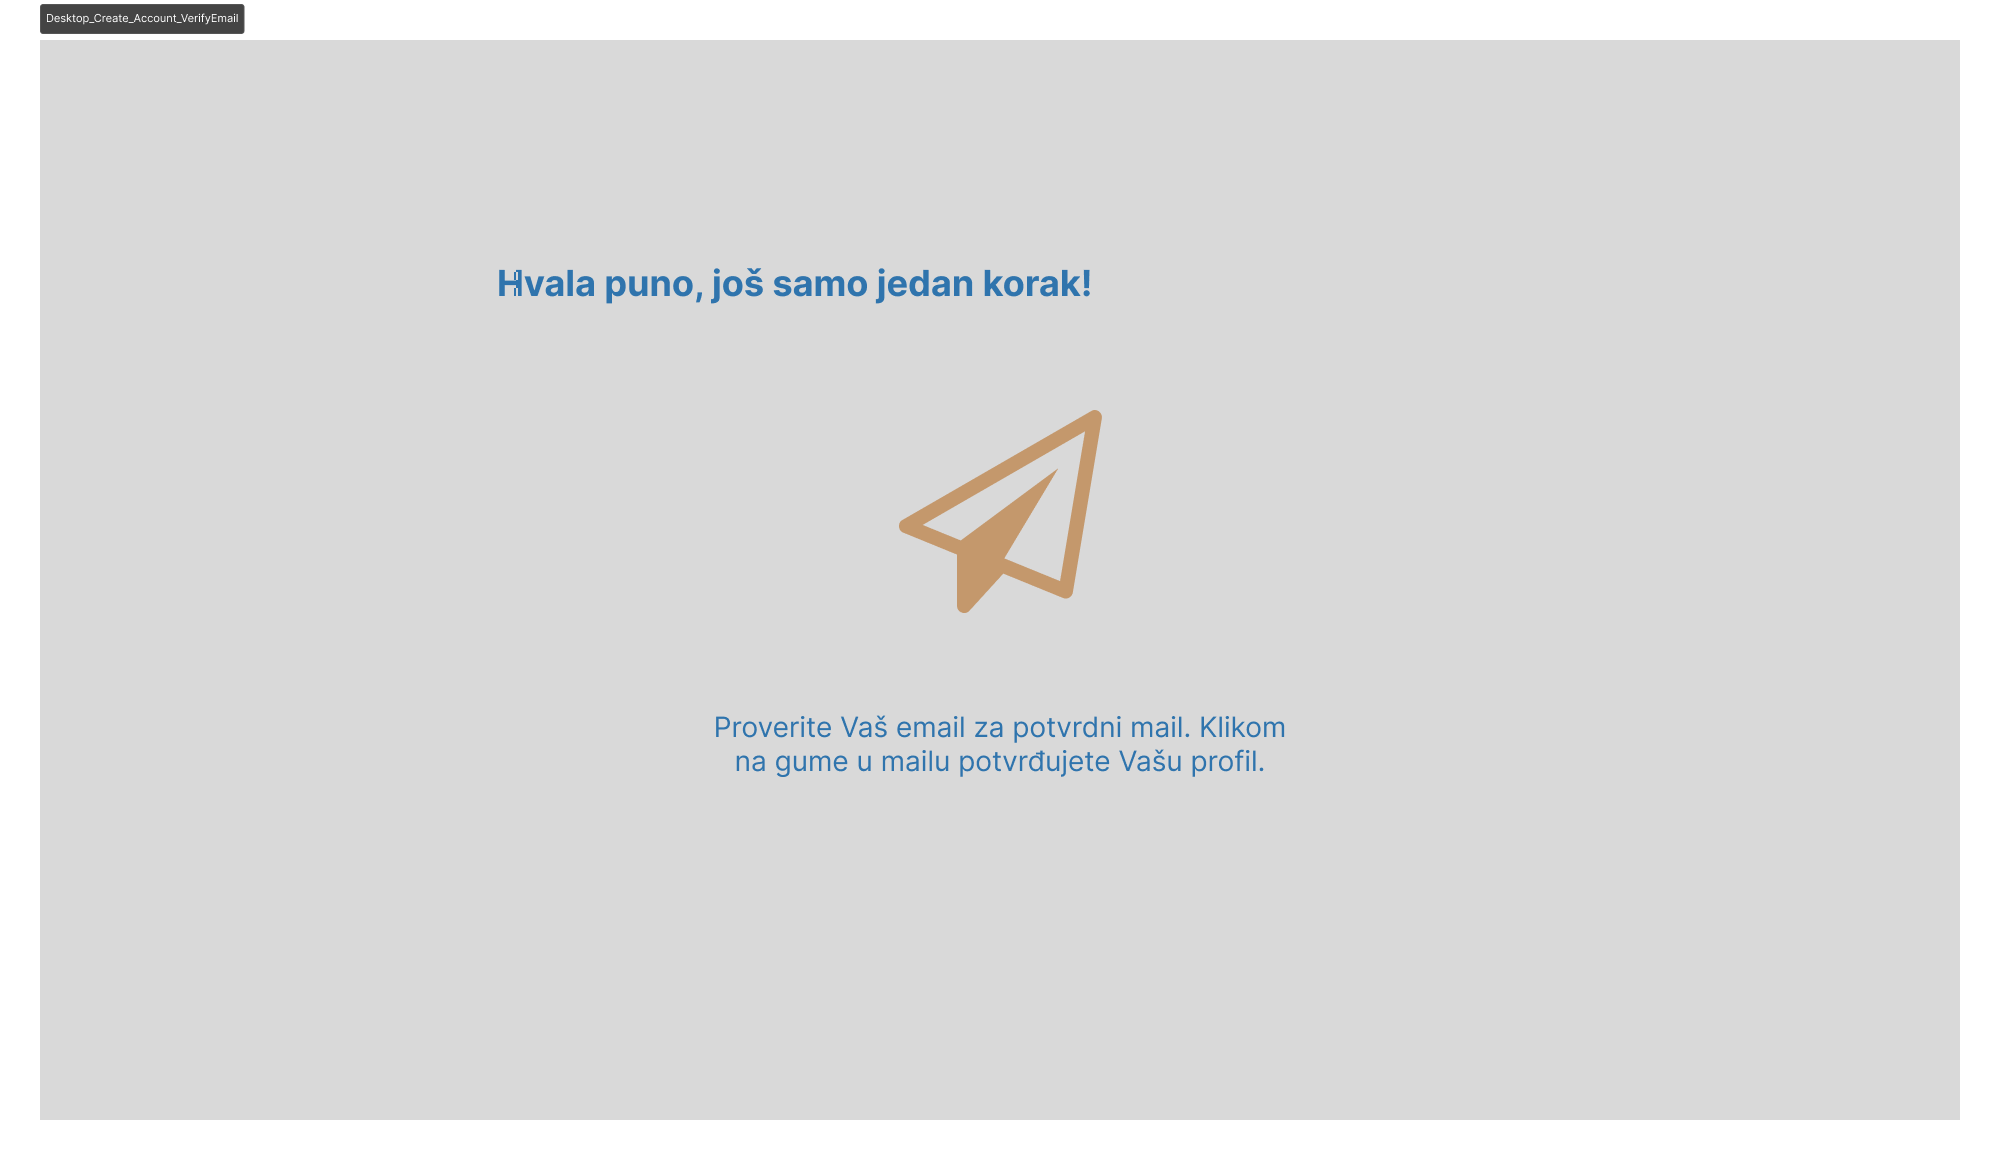 Desktop_Create_Account_VerifyEmail
Hvala puno, još samo jedan korak!
Proverite Vaš email za potvrdni mail. Klikom
na gume u mailu potvrđujete Vašu profil.